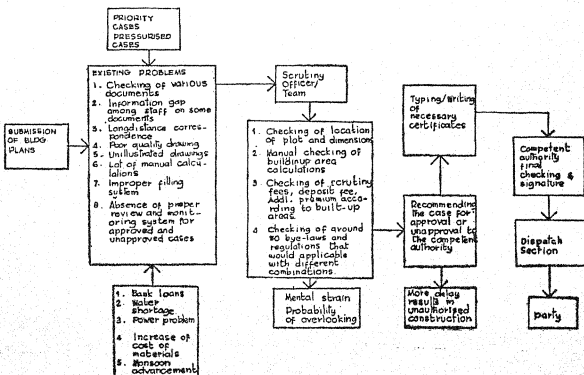 PRIORITY
CASES
PRESSURISED
CASES
SUBMISSION
OF BLDG
PLANS
EXISTING PROBLEMS
1. Checking of various
documents
2. Information gap
among staff on some
documents
3. Longdistance corres-
pondence
4. Poor quality drawing
5. Unillustrated drawings
6. Lot of manual calcu-
lations
7. Improper filling
system
8. Absence of proper
review and monit-
oring system for
approved and
unapproved cases
1. Bank loans
2. Water
shortage
3. Power problem
4 Increase of
cost of
materials
5. Monsoon
advancement
Scrutiny
Officer/
Team
1. Checking of location
of plot and dimension
2. Manual checking of
buildup area
calculations
3 Checking of scrutiny
fees, deposit fee,
Addl. premium acco-
rding to built-up
areas.
4 Checking of around
80 bye-laws and
regulations that
would applicable
with different
combinations.
Mental strain
Probability
of overlooking
Typing/Writing
of
necessary
certificates
Recommending
the case for
approval or
unapproval to
the competent
authority
More delay
results in
unauthorised
construction
Competent
authority
final
checking &
signature
Dispatch
Section
party